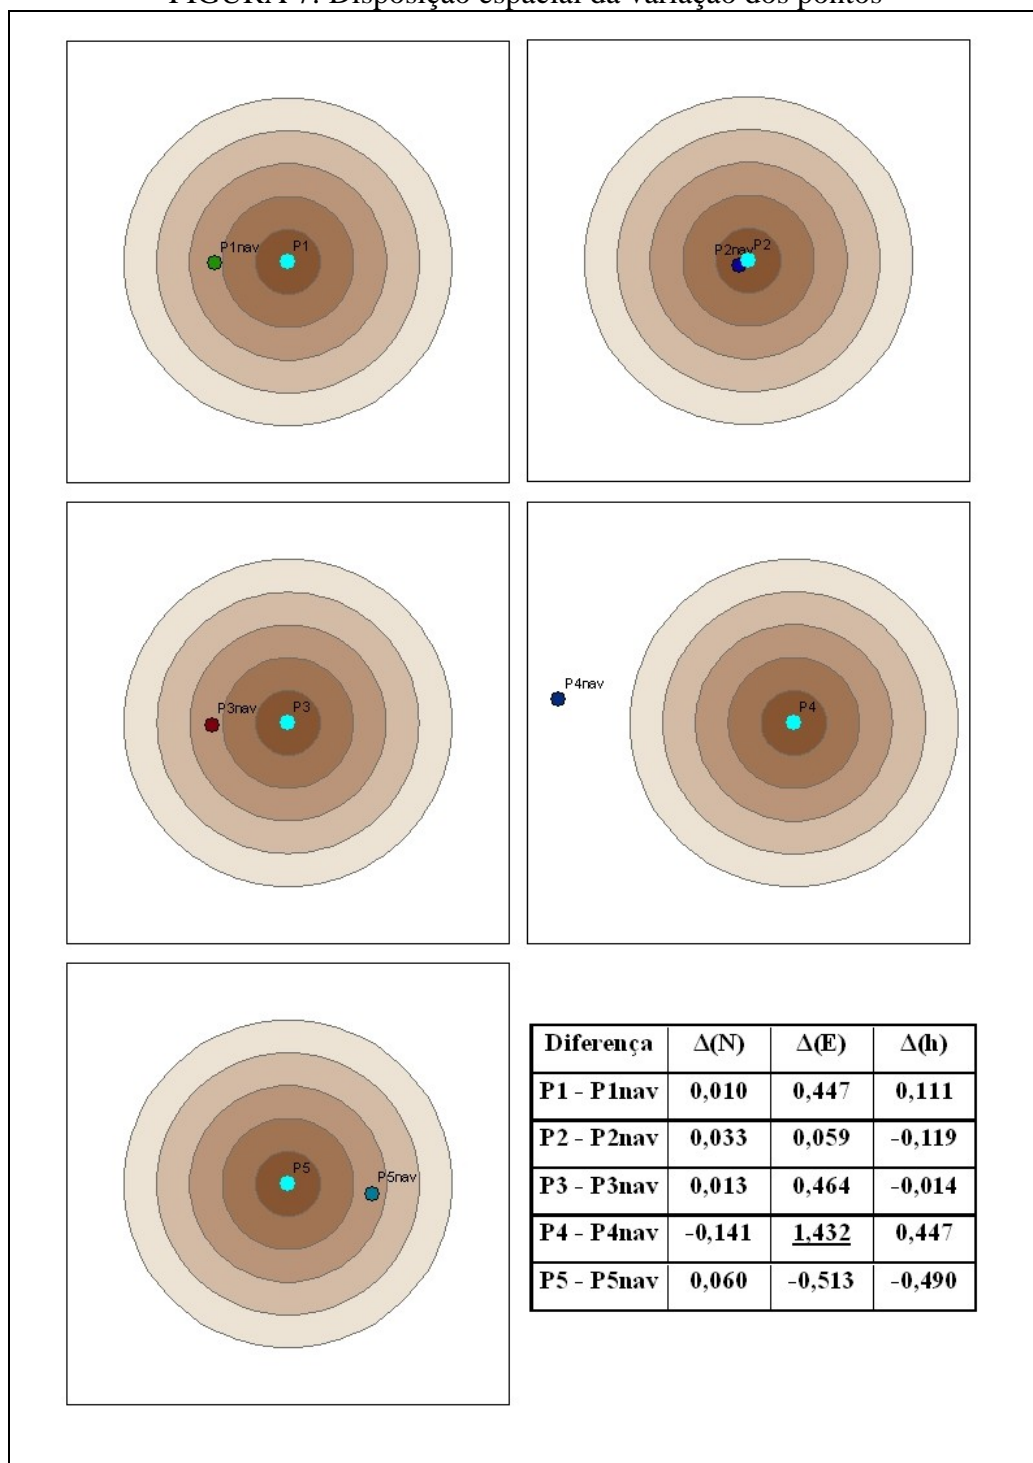 FIGURA 7. Disposição espacial da variação dos pontos
P1nav P1
P2nav P2
P3nav P3
P4nav
P4
P5
P5nav
Diferença Δ(N) Δ(E) Δ(h)
P1 - P1nav 0,010 0,447 0,111
P2 - P2nav 0,033 0,059 -0,119
P3 - P3nav 0,013 0,464 -0,014
P4 - P4nav -0,141 1,432 0,447
P5 - P5nav 0,060 -0,513 -0,490